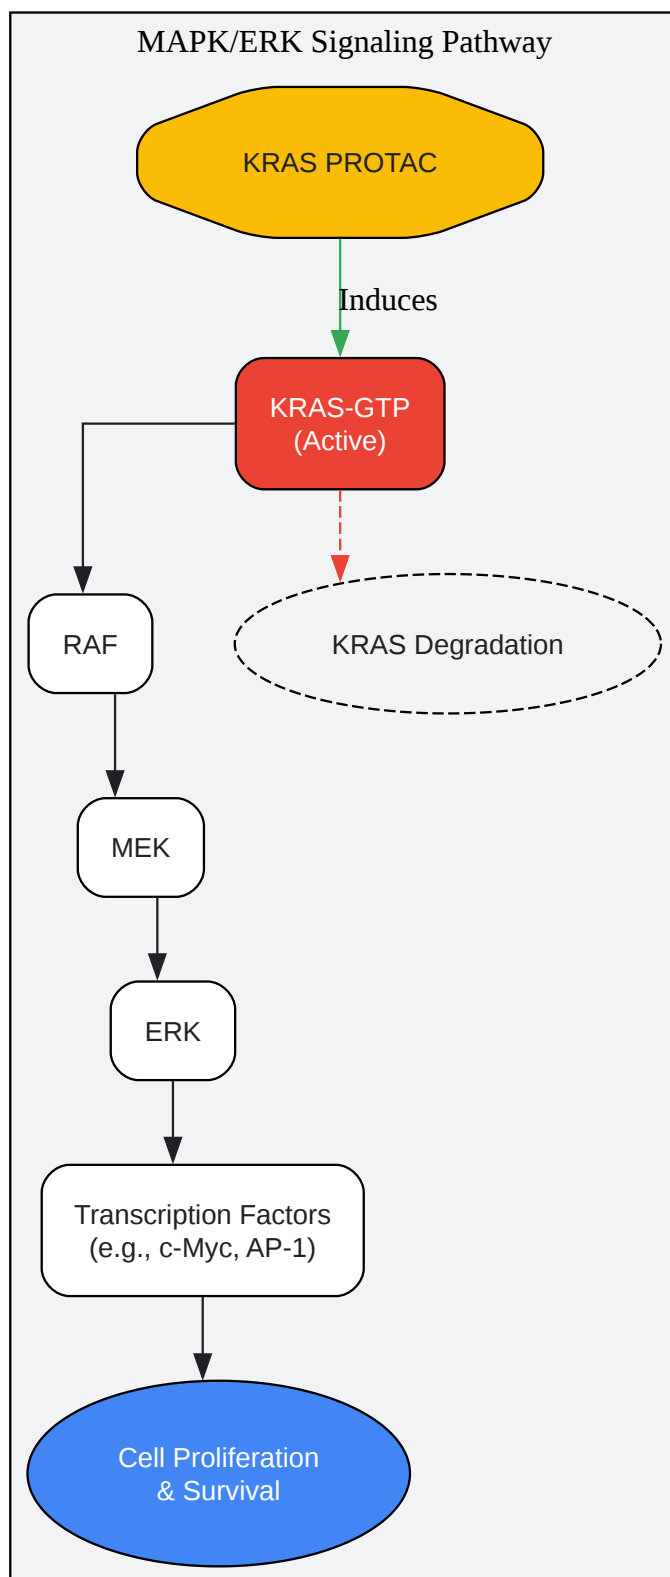 MAPK/ERK Signaling Pathway
KRAS PROTAC
Induces
KRAS-GTP
(Active)
RAF
KRAS Degradation
MEK
ERK
Transcription Factors
(e.g., c-Myc, AP-1)
Cell Proliferation
& Survival